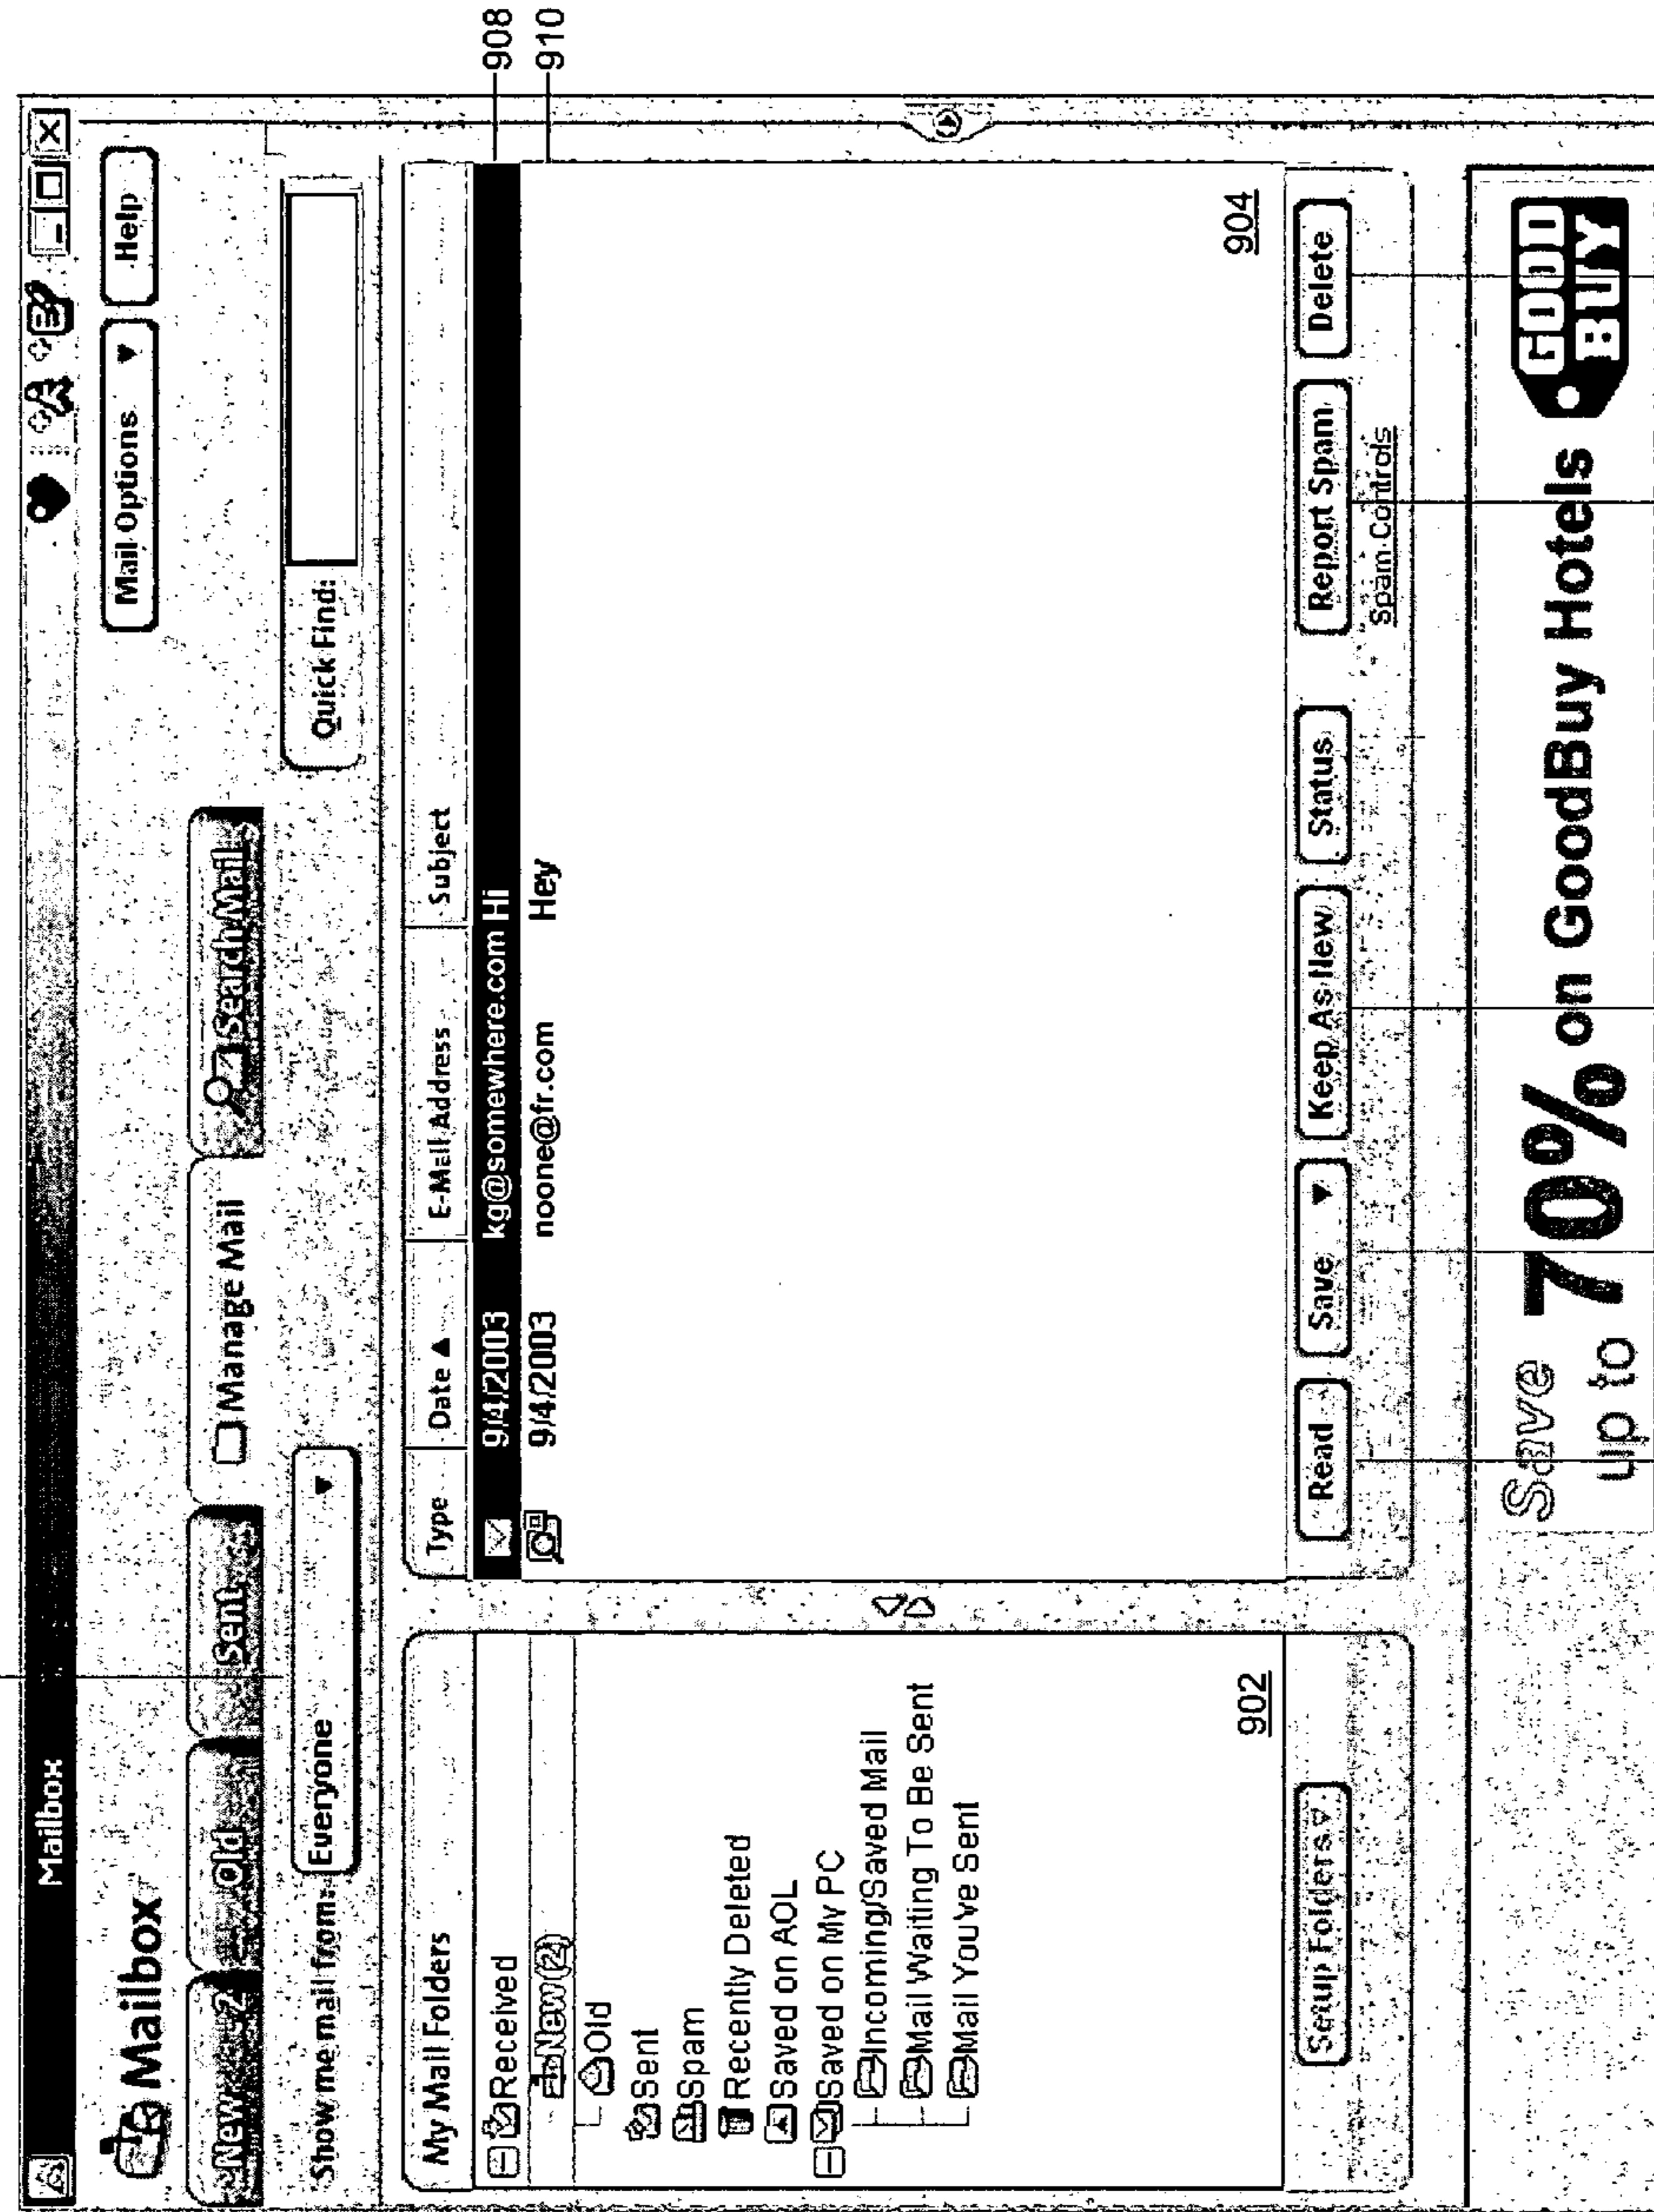 Mailbox
Mailbox
Mail Options Help
New 2 Old Sent Manage Mail Search Mail
Show me mail from: Everyone Quick Find:
My Mail Folders
Received
New (2)
Old
Sent
Spam
Recently Deleted
Saved on AOL
Saved on My PC
Incoming/Saved Mail
Mail Waiting To Be Sent
Mail You've Sent
902
Setup Folders
Type Date E-Mail Address Subject
9/4/2003 kg@somewhere.com Hi
908
9/4/2003 noone@fr.com Hey
910
904
Read Save Keep As New Status Report Spam Delete
Spam Controls
Save up to 70% on GoodBuy Hotels
GOOD
BUY